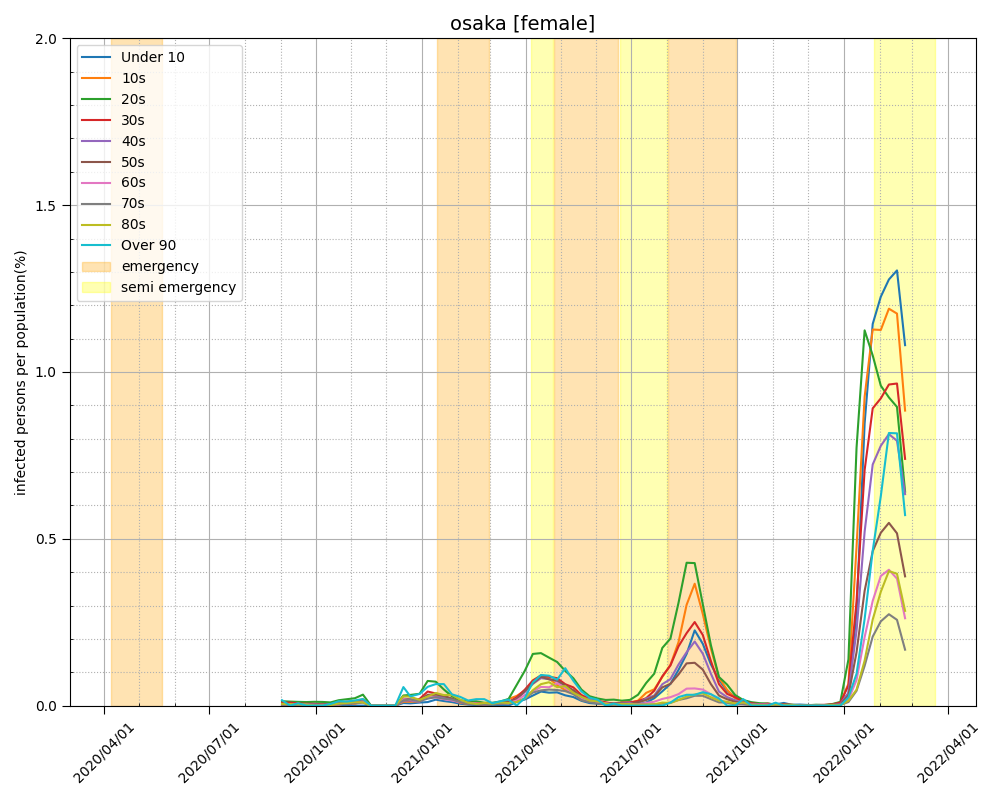 osaka [female]
infected persons per population(%)
2.0
1.5
1.0
0.5
0.0
Under 10
10s
20s
30s
40s
50s
60s
70s
80s
Over 90
emergency
semi emergency
2020/04/01
2020/07/01
2020/10/01
2021/01/01
2021/04/01
2021/07/01
2021/10/01
2022/01/01
2022/04/01